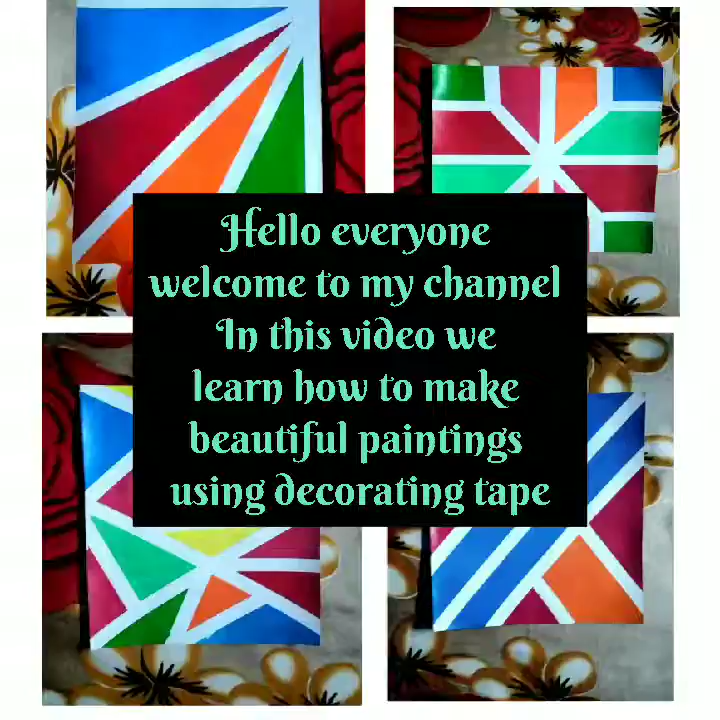 Hello everyone
welcome to my channel
In this video we
learn how to make
beautiful paintings
using decorating tape